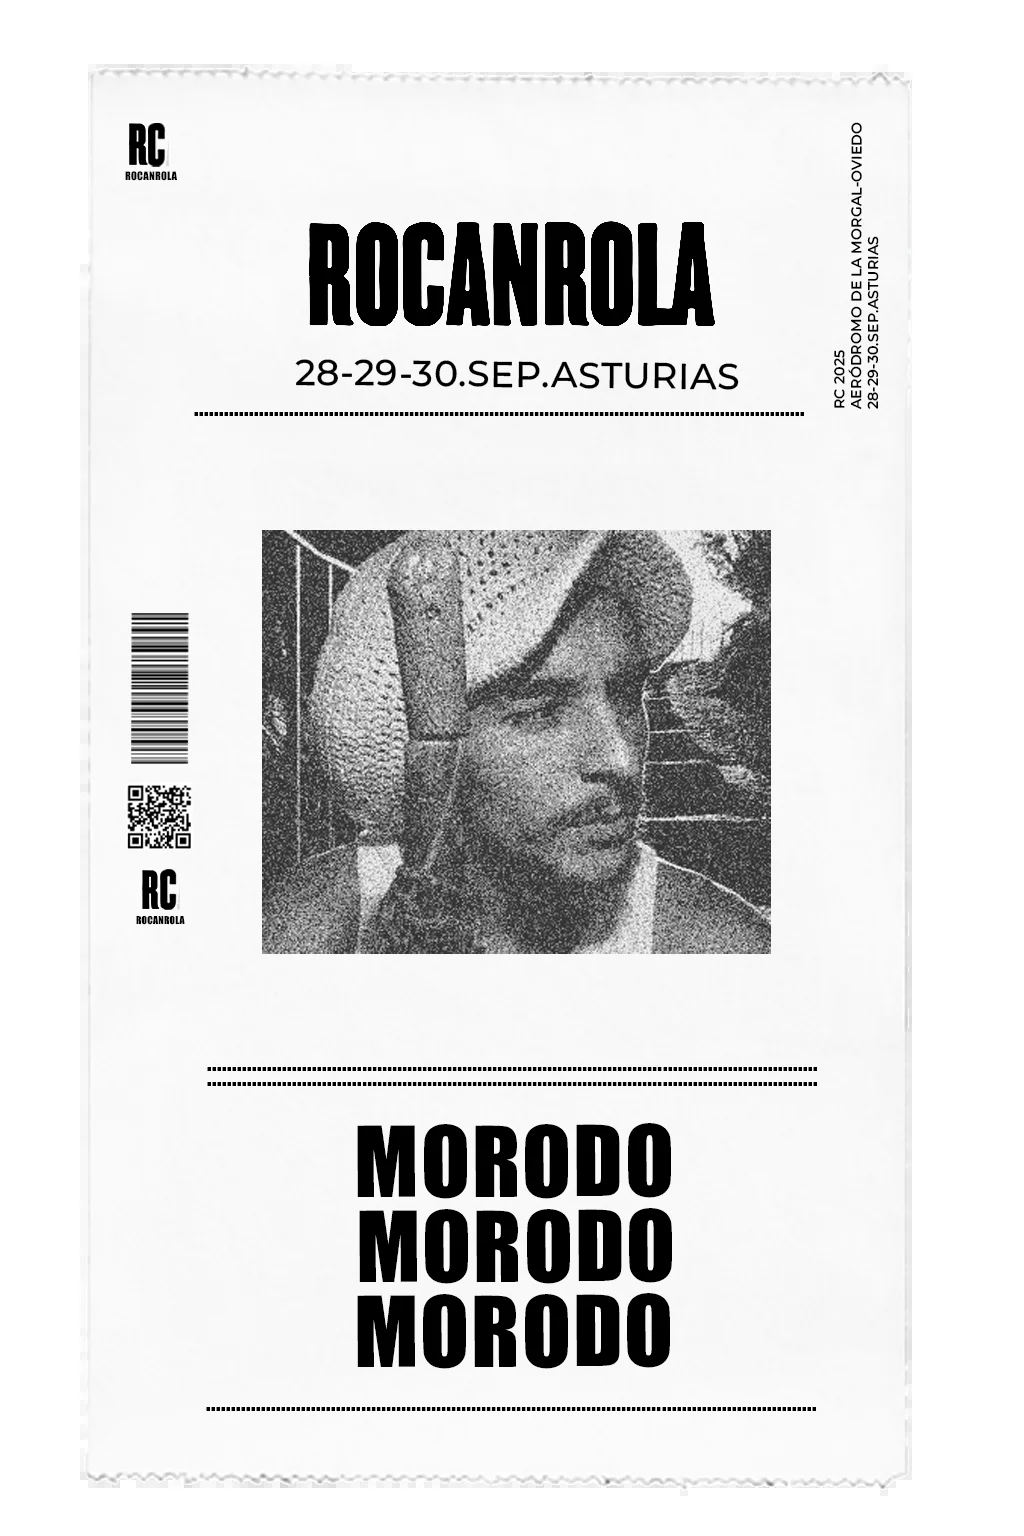 RC
ROCANROLA
RC 2025
AERÓDROMO DE LA MORGAL-OVIEDO
28-29-30.SEP.ASTURIAS
ROCANROLA
28-29-30.SEP.ASTURIAS
RC
ROCANROLA
MORODO
MORODO
MORODO